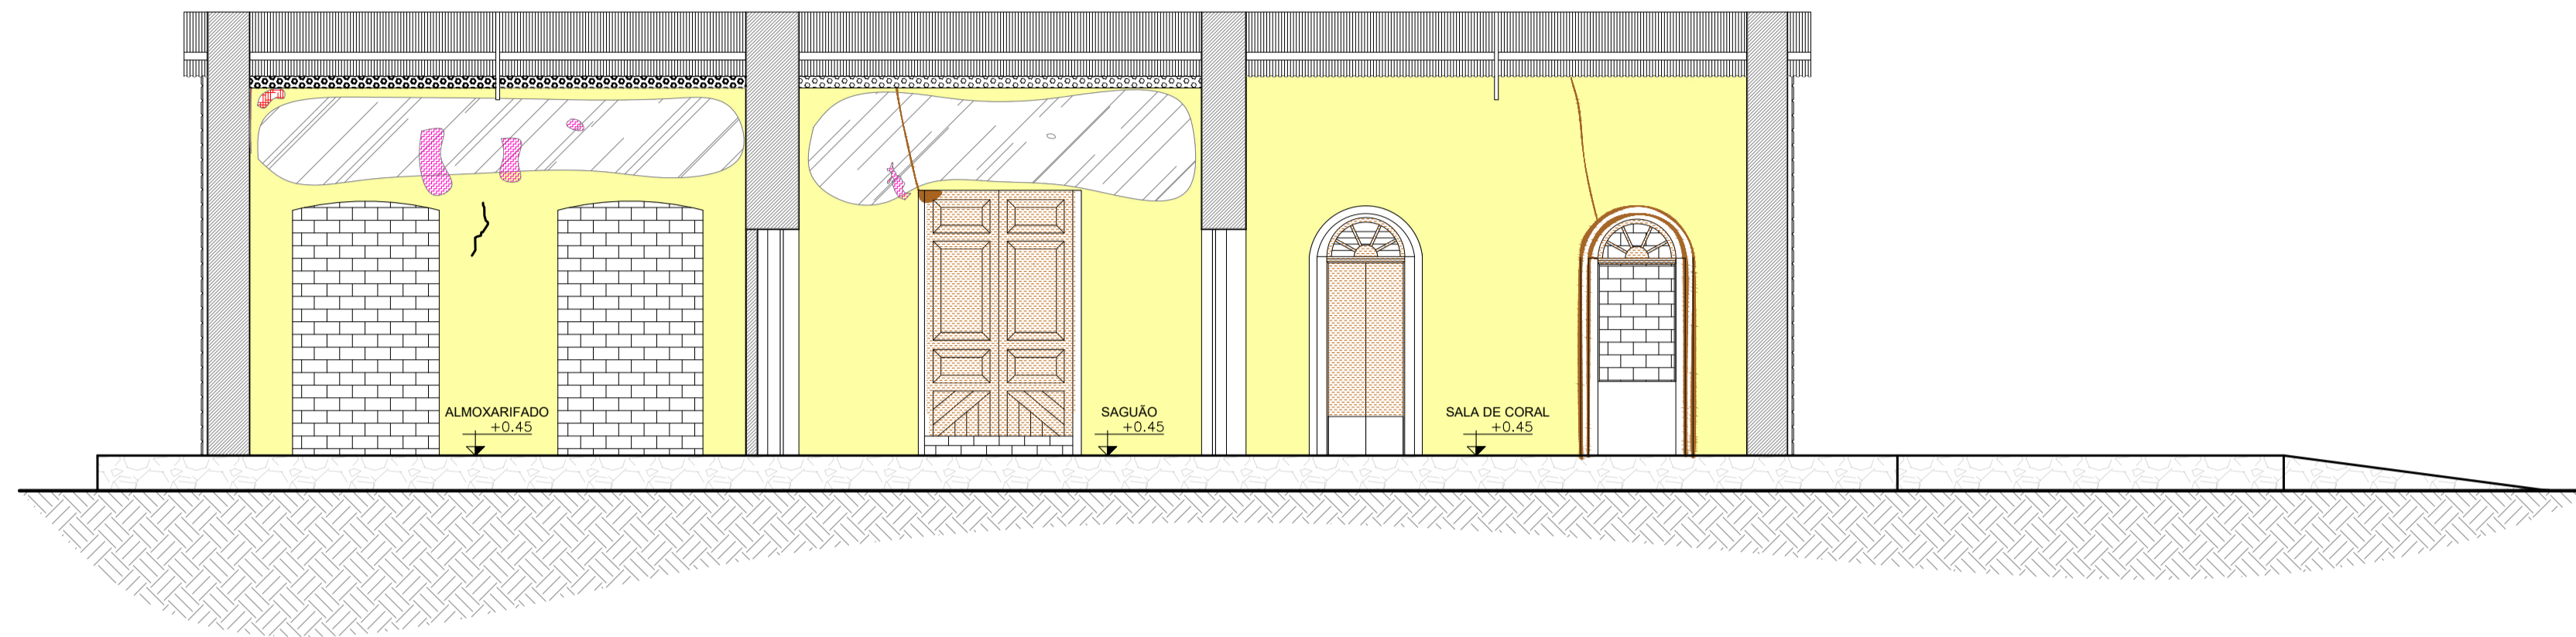 ALMOXARIFADO
+0.45
SAGUÃO
+0.45
SALA DE CORAL
+0.45